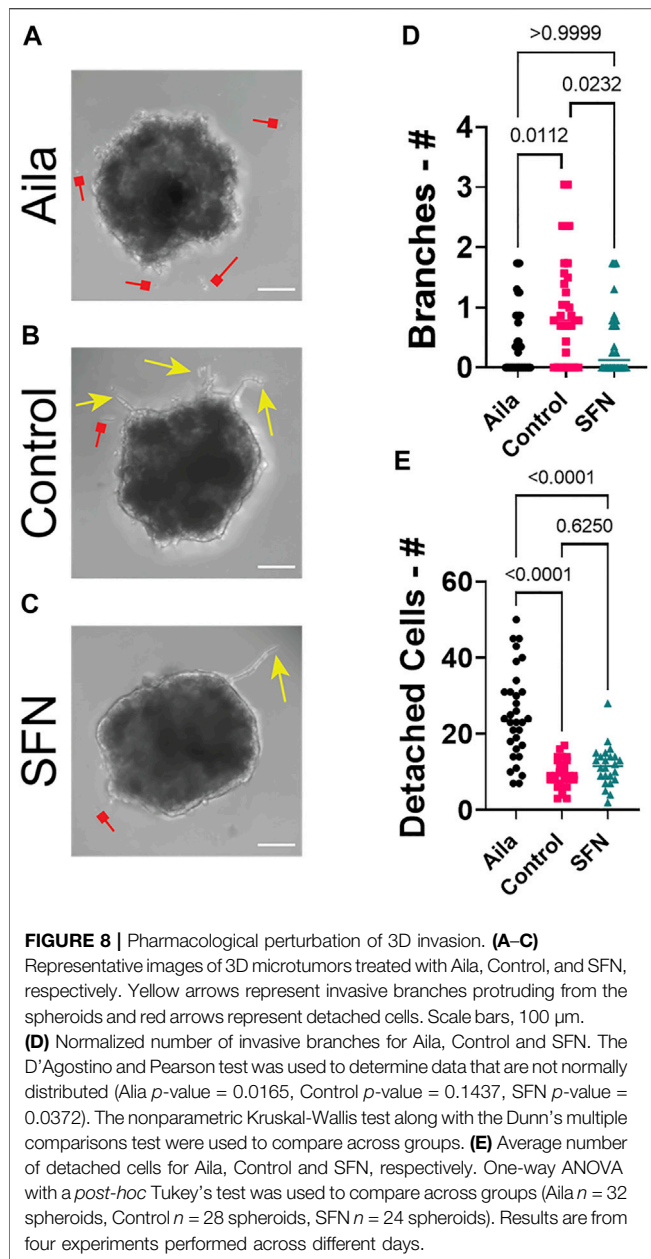 A
Aila
B
Control
C
SFN
D
>0.9999
0.0232
0.0112
Branches - #
4
3
2
1
0
Aila
Control
SFN
E
<0.0001
0.6250
<0.0001
Detached Cells - #
60
40
20
0
Aila
Control
SFN
FIGURE 8 | Pharmacological perturbation of 3D invasion. (A–C)
Representative images of 3D microtumors treated with Aila, Control, and SFN,
respectively. Yellow arrows represent invasive branches protruding from the
spheroids and red arrows represent detached cells. Scale bars, 100 µm.
(D) Normalized number of invasive branches for Aila, Control and SFN. The
D'Agostino and Pearson test was used to determine data that are not normally
distributed (Alia p-value = 0.0165, Control p-value = 0.1437, SFN p-value =
0.0372). The nonparametric Kruskal-Wallis test along with the Dunn's multiple
comparisons test were used to compare across groups. (E) Average number
of detached cells for Aila, Control and SFN, respectively. One-way ANOVA
with a post-hoc Tukey's test was used to compare across groups (Aila n = 32
spheroids, Control n = 28 spheroids, SFN n = 24 spheroids). Results are from
four experiments performed across different days.